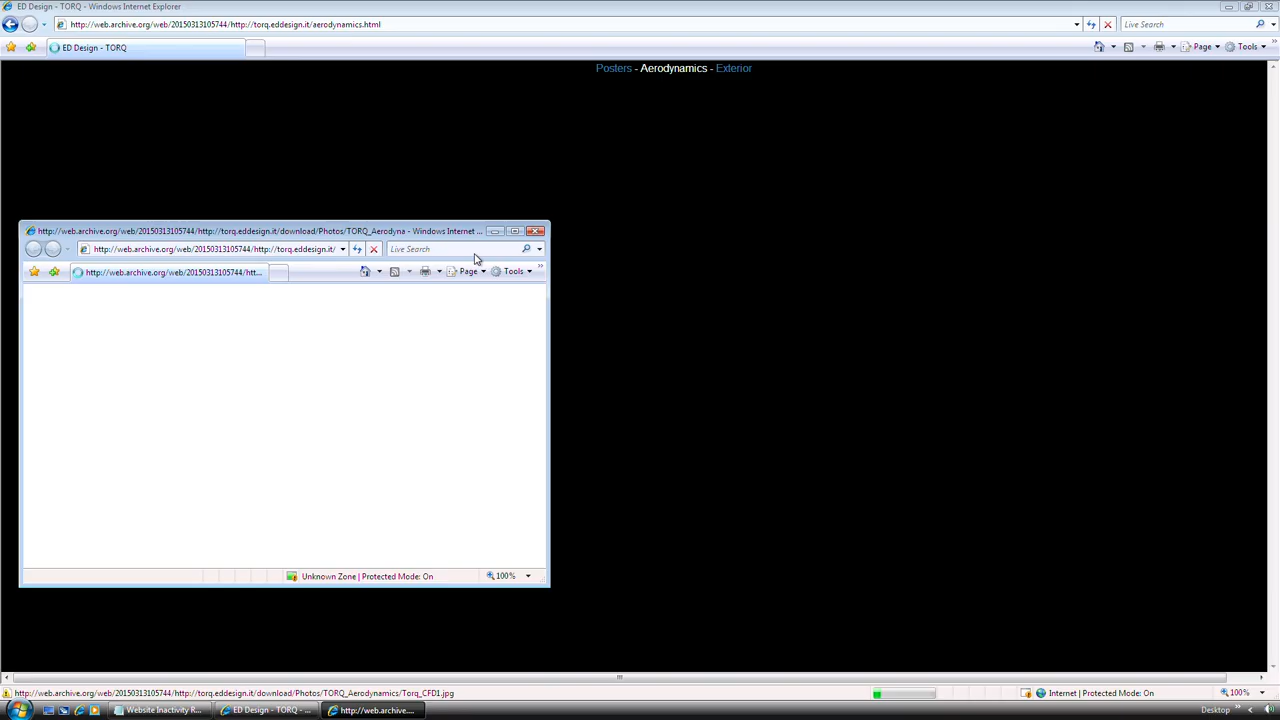 ED Design - TORQ - Windows Internet Explorer
http://web.archive.org/web/20150313105744/http://torq.eddesign.it/aerodynamics.html
Live Search
ED Design - TORQ
Page
Tools
Posters - Aerodynamics - Exterior
http://web.archive.org/web/20150313105744/http://torq.eddesign.it/download/Photos/TORQ_Aerodyna - Windows Internet ...
http://web.archive.org/web/20150313105744/http://torq.eddesign.it/
Live Search
http://web.archive.org/web/20150313105744/htt...
Page
Tools
Unknown Zone | Protected Mode: On
100%
http://web.archive.org/web/20150313105744/http://torq.eddesign.it/download/Photos/TORQ_Aerodynamics/Torq_CFD1.jpg
Internet | Protected Mode: On
100%
Website Inactivity R...
ED Design - TORQ - ...
http://web.archive....
Desktop